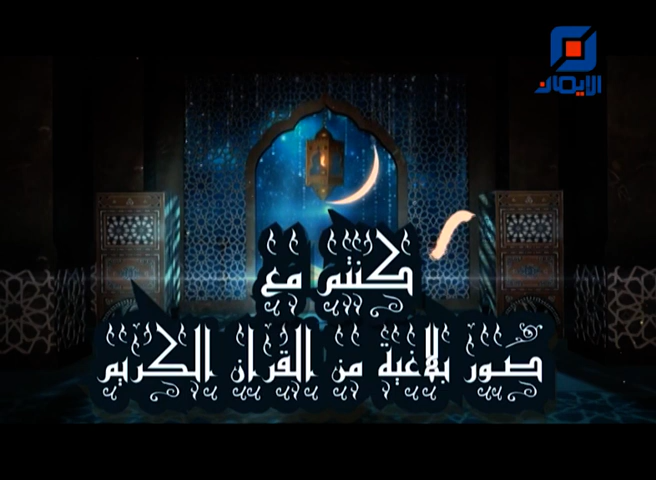 الإيمان
كنتم مع
صور بلاغية من القرآن الكريم